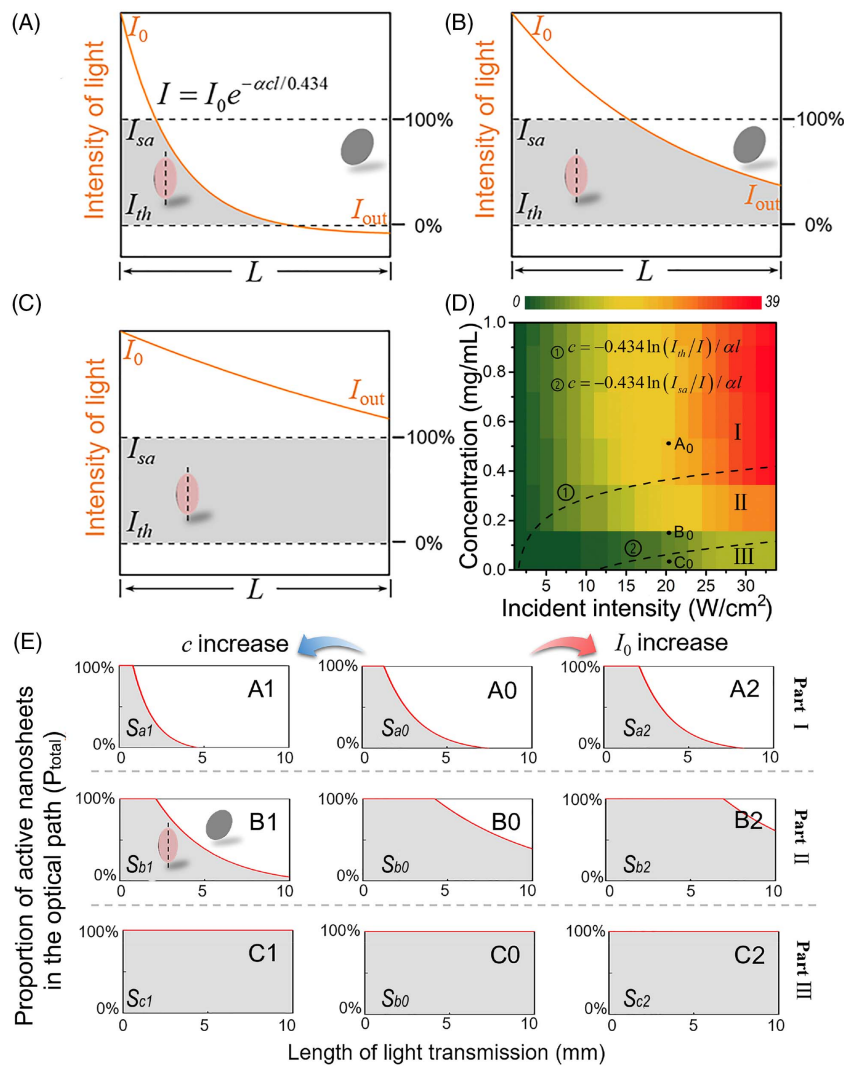 (A)
I0
I = I0e^−αcl/0.434
100%
Isa
Ith
Iout
0%
L
Intensity of light
(B)
I0
100%
Isa
Ith
Iout
0%
L
Intensity of light
(C)
I0
Iout
100%
Isa
Ith
0%
L
Intensity of light
(D)
0 39
① c = −0.434 ln(Ith/I)/αl
② c = −0.434 ln(Isa/I)/αl
1.0
0.8
0.6
0.4
0.2
0.0
Concentration (mg/mL)
I
A0
①
II
B0
②
C0
III
5 10 15 20 25 30
Incident intensity (W/cm²)
(E)
c increase
I0 increase
100% A1
Sa1
0%
0 5 10
100% A0
Sa0
0%
0 5 10
100% A2
Sa2
0%
0 5 10
Part I
100% B1
Sb1
0%
0 5 10
100% B0
Sb0
0%
0 5 10
100% B2
Sb2
0%
0 5 10
Part II
100% C1
Sc1
0%
0 5 10
100% C0
Sb0
0%
0 5 10
100% C2
Sc2
0%
0 5 10
Part III
Proportion of active nanosheets
in the optical path (Ptotal)
Length of light transmission (mm)